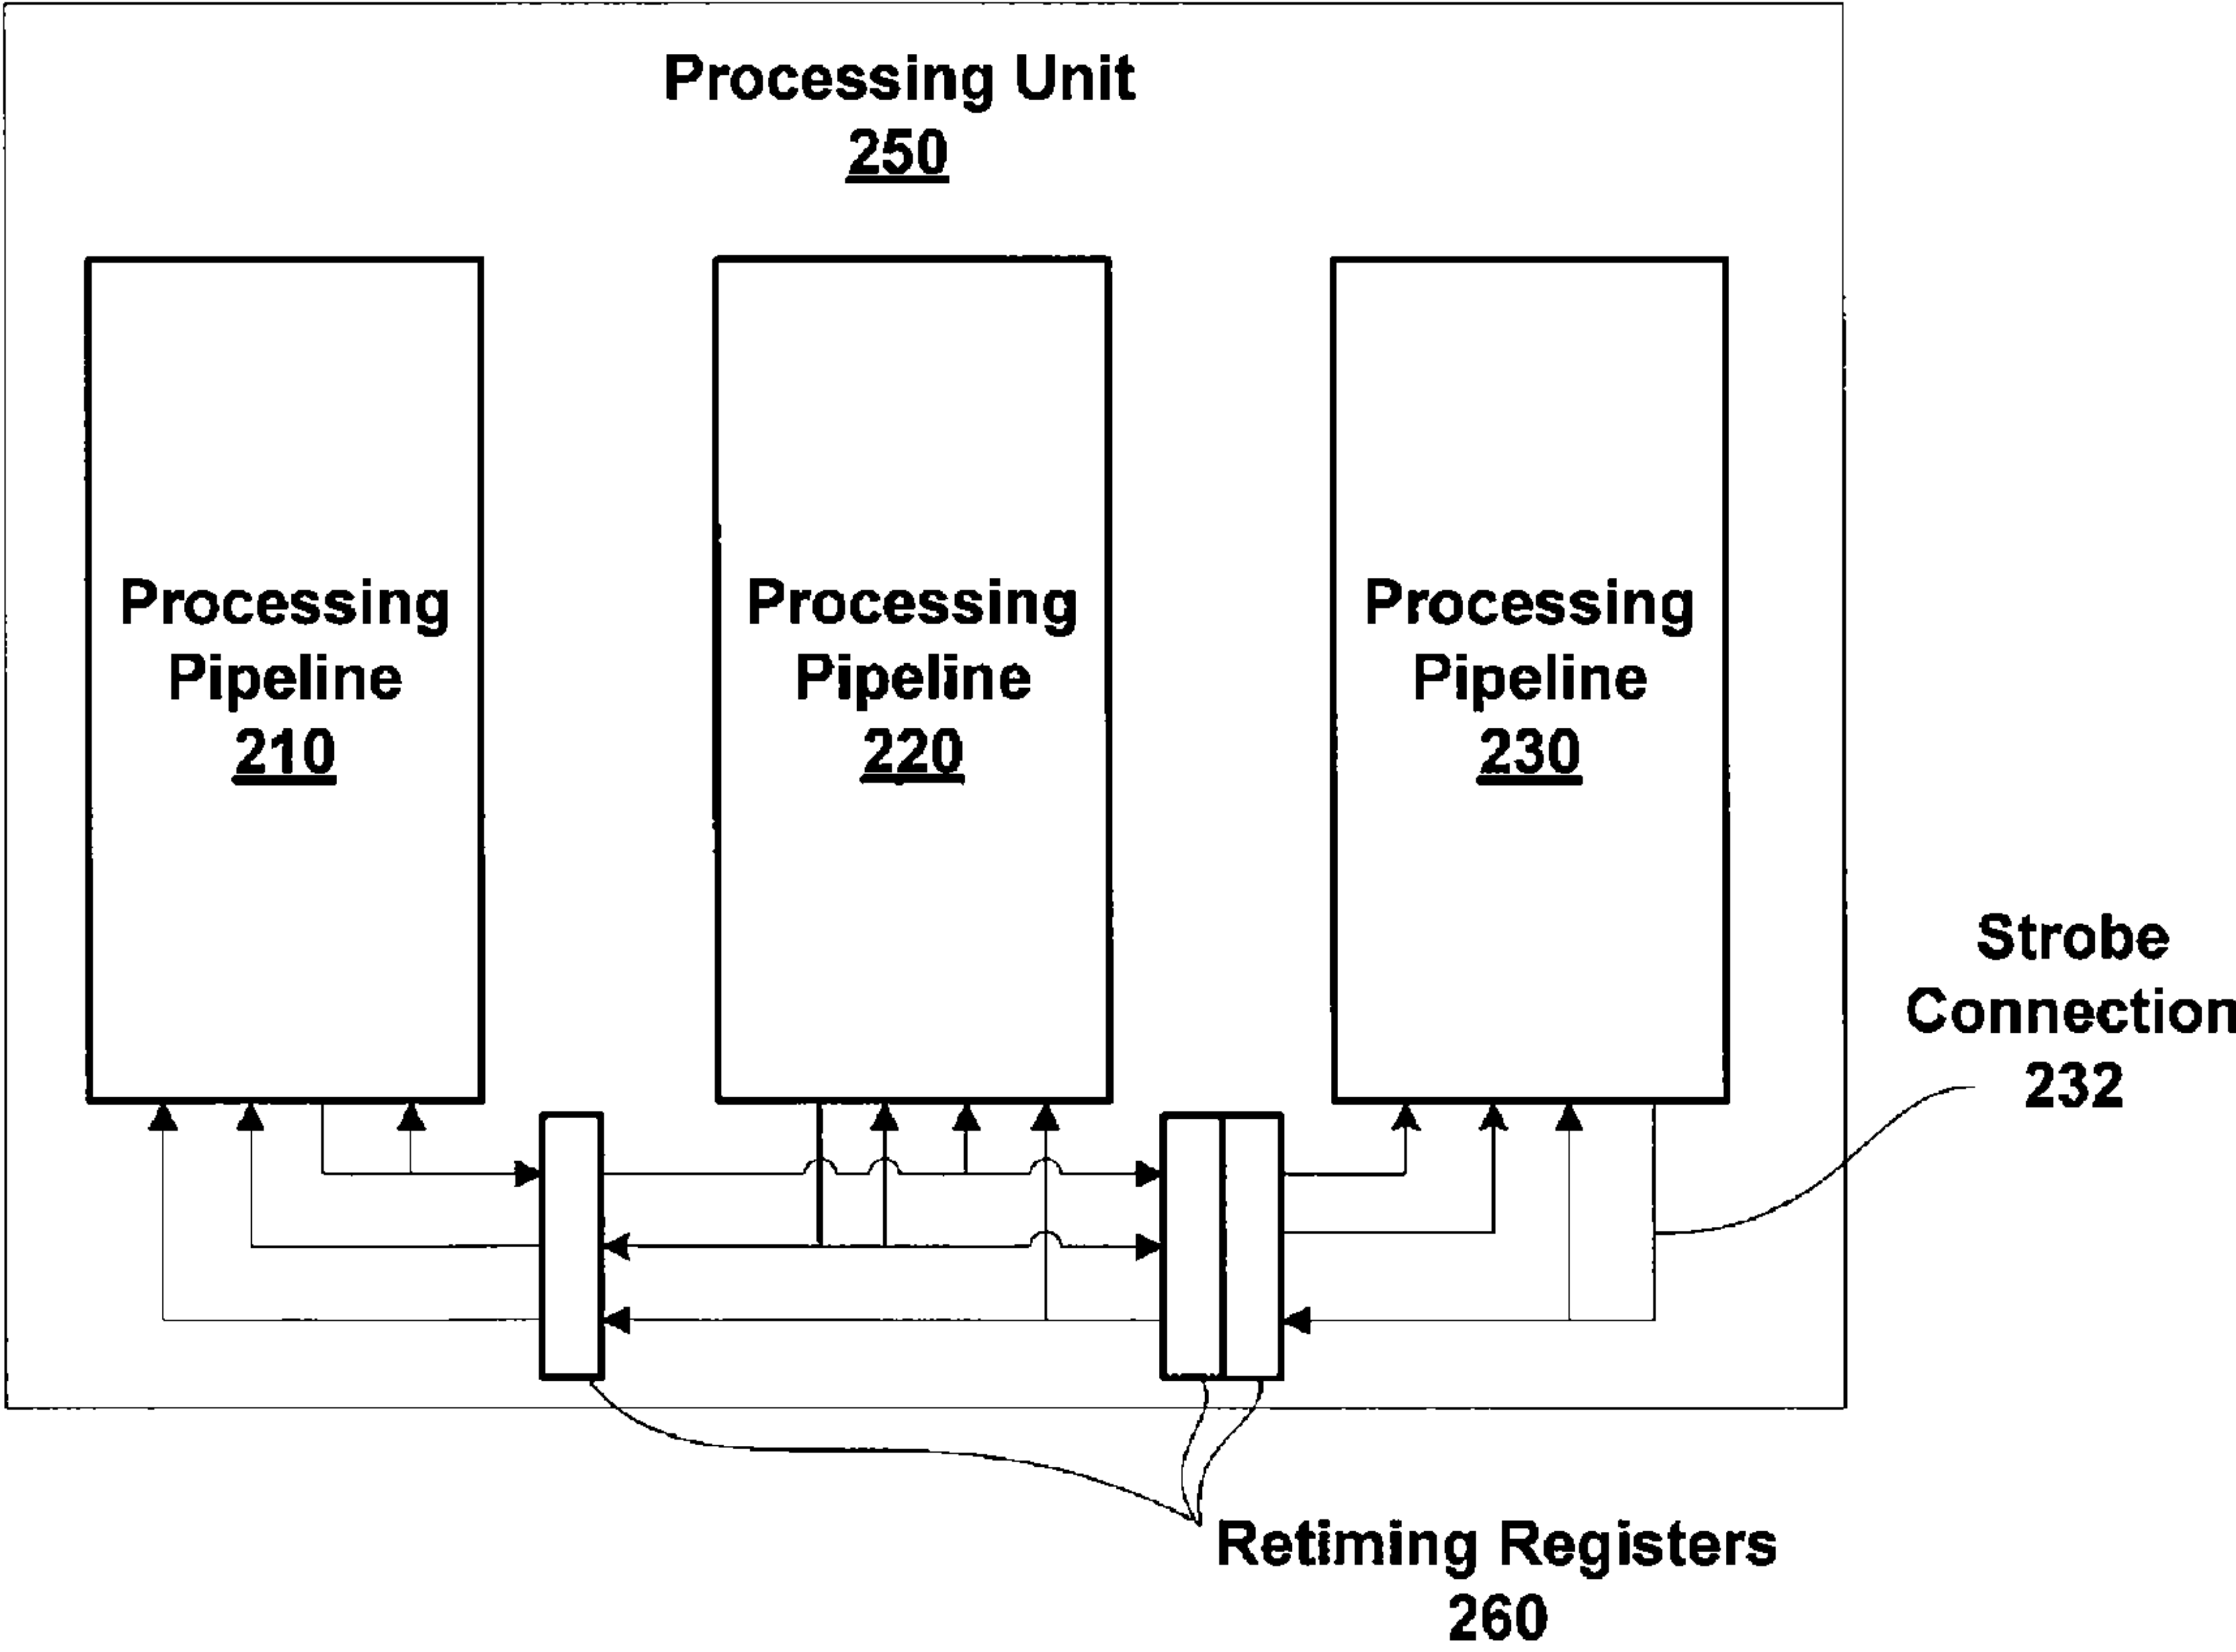 Processing Unit
250
Processing
Pipeline
210
Processing
Pipeline
220
Processing
Pipeline
230
Strobe
Connection
232
Retiming Registers
260